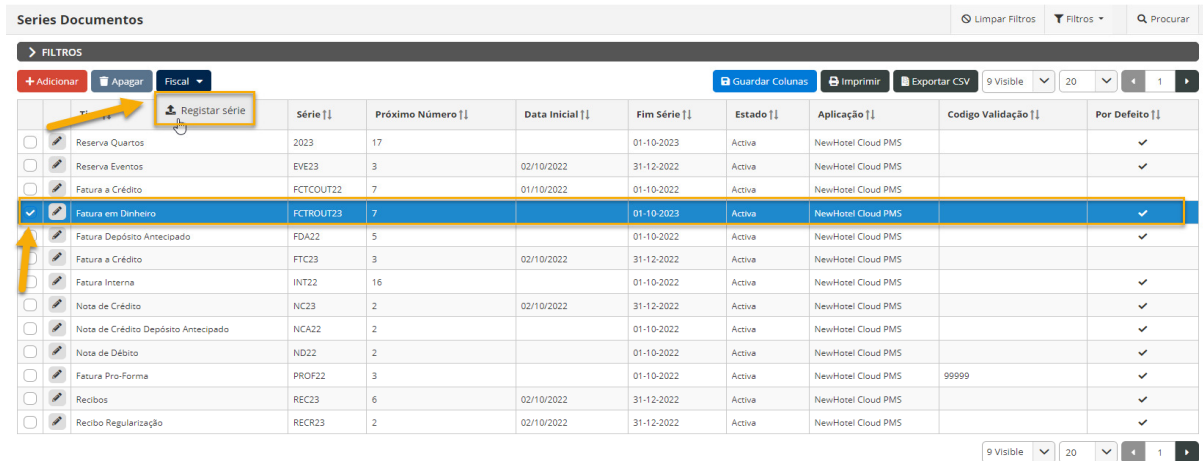 Series Documentos Limpar Filtros Filtros Procurar
FILTROS
Adicionar Apagar Fiscal Guardar Colunas Imprimir Exportar CSV 9 Visible 20 1
Registar série
Série Próximo Número Data Inicial Fim Série Estado Aplicação Codigo Validação Por Defeito
Reserva Quartos 2023 17 01-10-2023 Activa NewHotel Cloud PMS
Reserva Eventos EVE23 3 02/10/2022 31-12-2022 Activa NewHotel Cloud PMS
Fatura a Crédito FCTCOUT22 7 01/10/2022 01-10-2022 Activa NewHotel Cloud PMS
Fatura em Dinheiro FCTROUT23 7 01-10-2023 Activa NewHotel Cloud PMS
Fatura Depósito Antecipado FDA22 5 01-10-2022 Activa NewHotel Cloud PMS
Fatura a Crédito FTC23 3 02/10/2022 31-12-2022 Activa NewHotel Cloud PMS
Fatura Interna INT22 16 01-10-2022 Activa NewHotel Cloud PMS
Nota de Crédito NC23 2 02/10/2022 31-12-2022 Activa NewHotel Cloud PMS
Nota de Crédito Depósito Antecipado NCA22 2 01-10-2022 Activa NewHotel Cloud PMS
Nota de Débito ND22 2 01-10-2022 Activa NewHotel Cloud PMS
Fatura Pro-Forma PROF22 3 01-10-2022 Activa NewHotel Cloud PMS 99999
Recibos REC23 6 02/10/2022 31-12-2022 Activa NewHotel Cloud PMS
Recibo Regularização RECR23 2 02/10/2022 31-12-2022 Activa NewHotel Cloud PMS
9 Visible 20 1